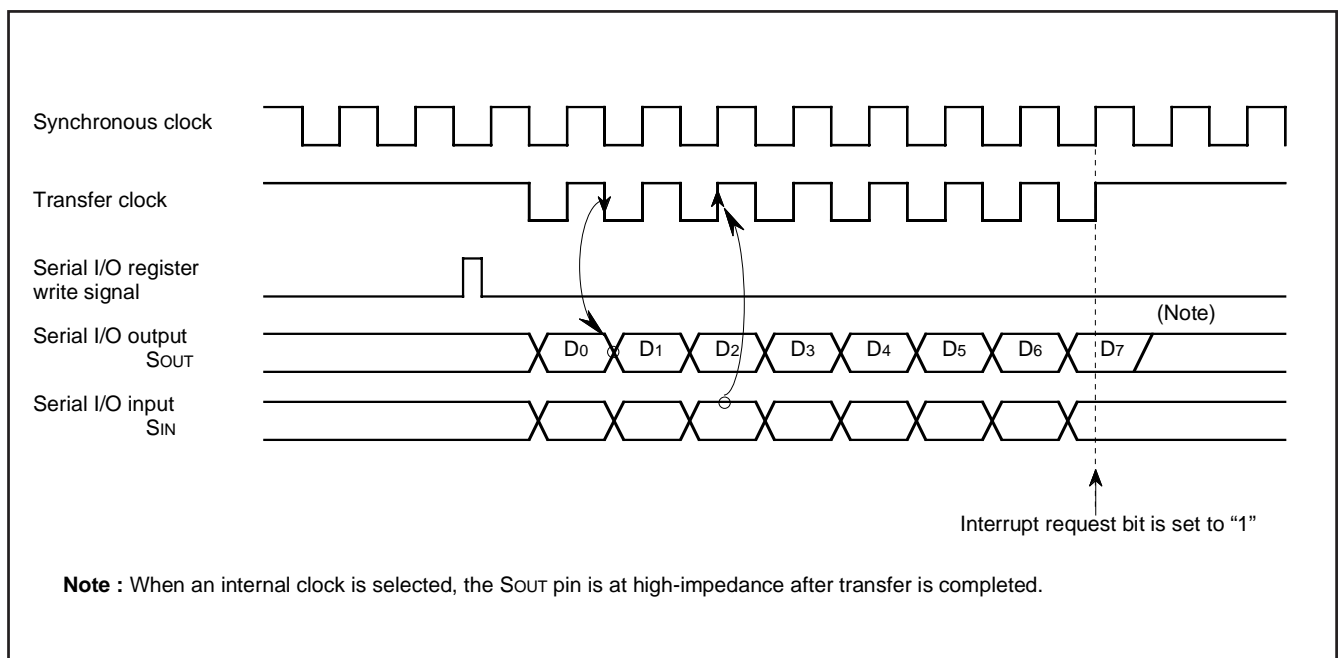 Synchronous clock
Transfer clock
Serial I/O register
write signal
(Note)
Serial I/O output
SOUT
D0 D1 D2 D3 D4 D5 D6 D7
Serial I/O input
SIN
Interrupt request bit is set to “1”
Note : When an internal clock is selected, the SOUT pin is at high-impedance after transfer is completed.